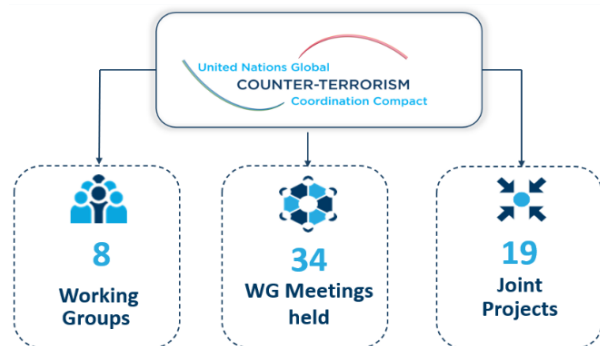 United Nations Global
COUNTER-TERRORISM
Coordination Compact
8
Working
Groups
34
WG Meetings
held
19
Joint
Projects